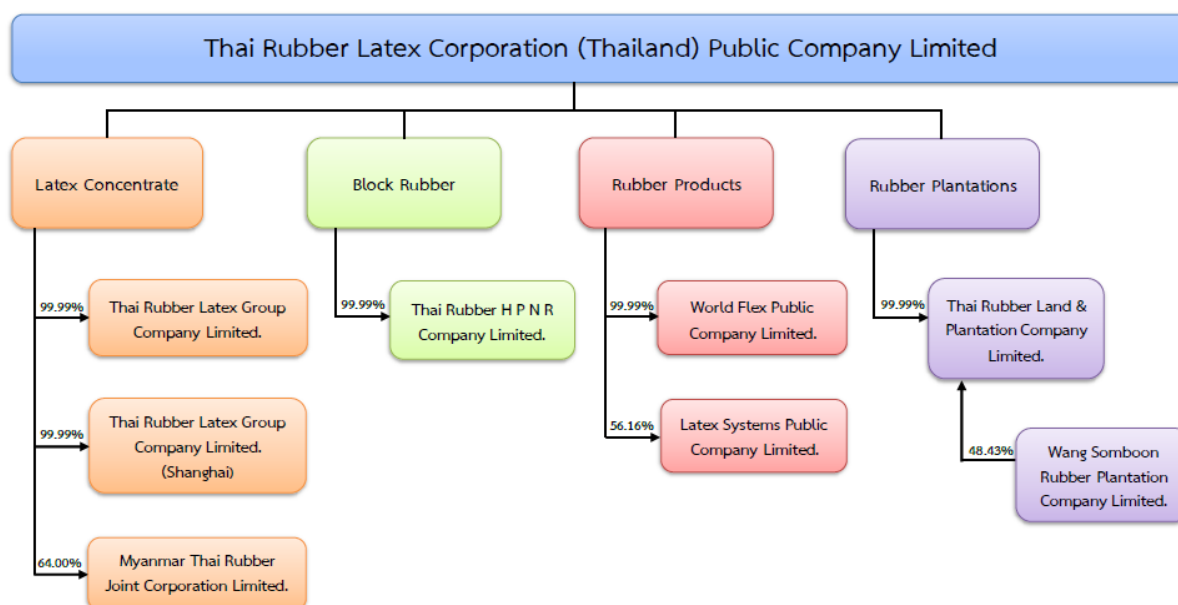 Thai Rubber Latex Corporation (Thailand) Public Company Limited
Latex Concentrate
Block Rubber
Rubber Products
Rubber Plantations
99.99%
Thai Rubber Latex Group
Company Limited.
99.99%
Thai Rubber H P N R
Company Limited.
99.99%
World Flex Public
Company Limited.
99.99%
Thai Rubber Land &
Plantation Company
Limited.
99.99%
Thai Rubber Latex Group
Company Limited.
(Shanghai)
56.16%
Latex Systems Public
Company Limited.
48.43%
Wang Somboon
Rubber Plantation
Company Limited.
64.00%
Myanmar Thai Rubber
Joint Corporation Limited.